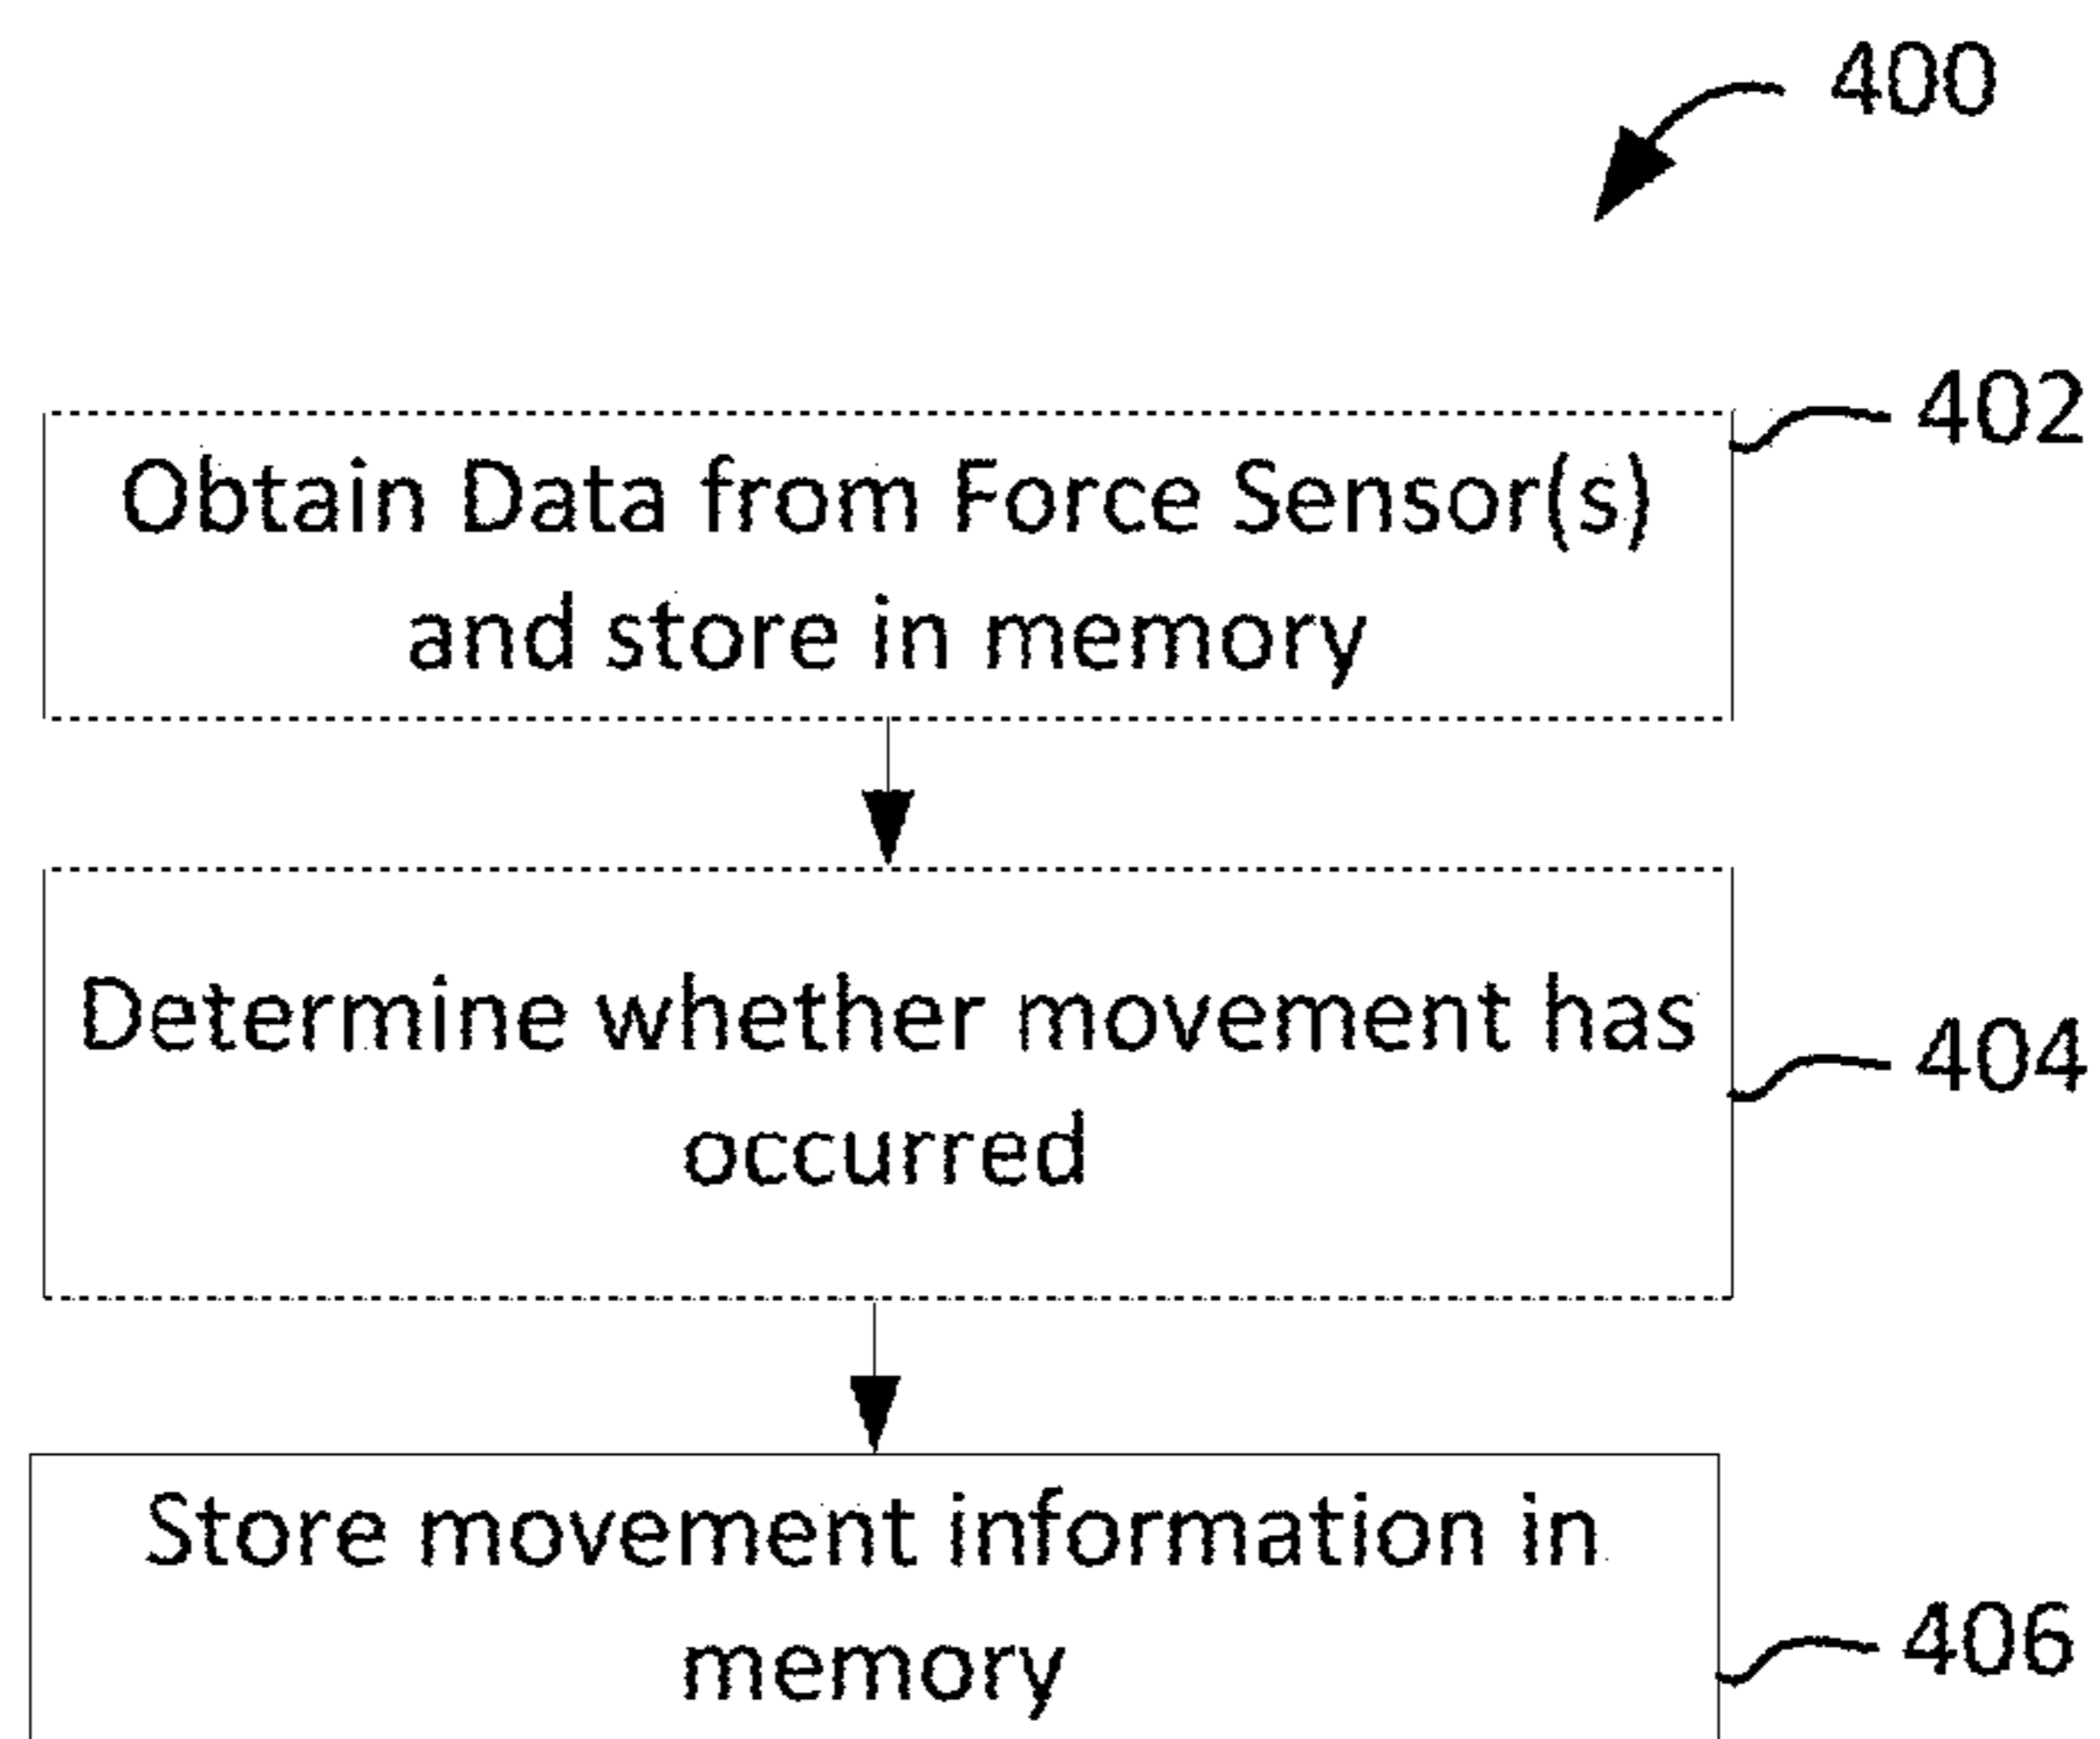 400
402
Obtain Data from Force Sensor(s)
and store in memory
Determine whether movement has
occurred
404
Store movement information in
memory
406